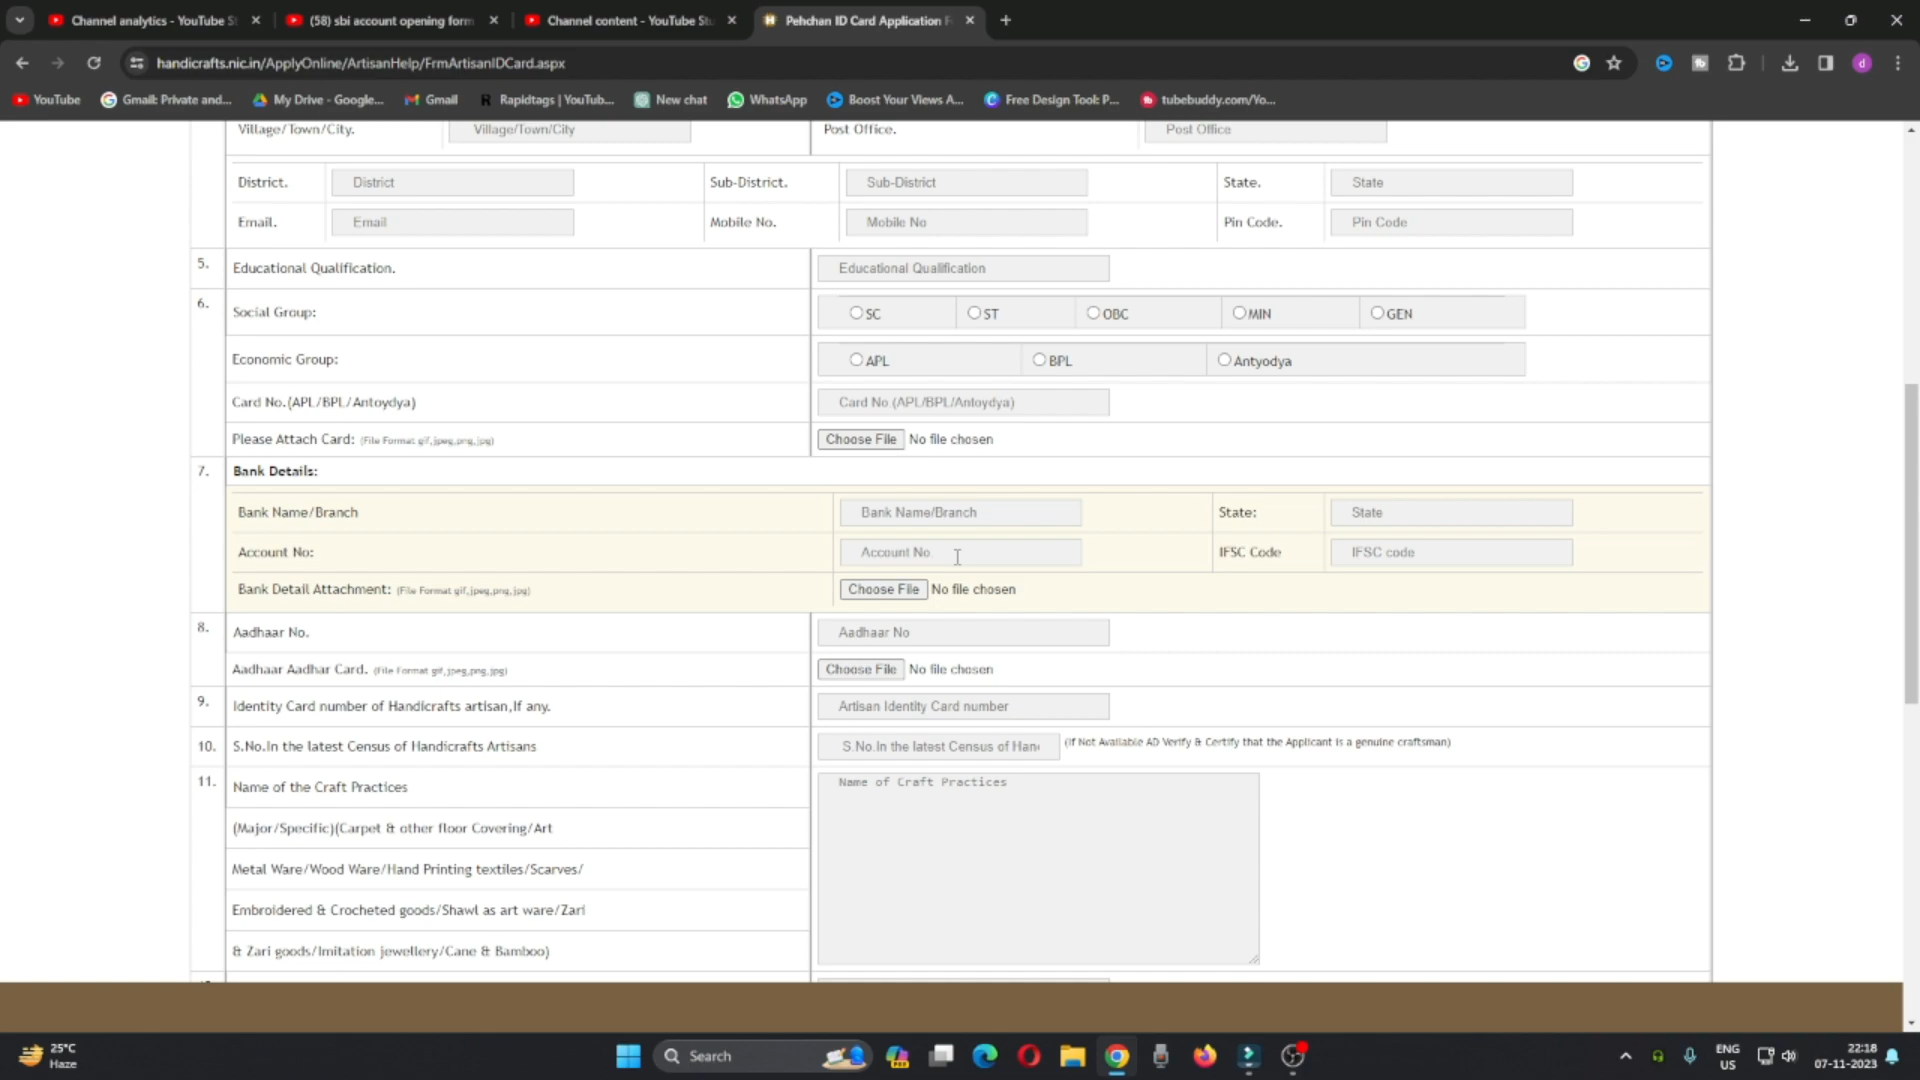 Channel analytics - YouTube S
(58) sbi account opening form
Channel content - YouTube Stu
Pehchan ID Card Application F
handicrafts.nic.in/ApplyOnline/ArtisanHelp/FrmArtisanIDCard.aspx
d
YouTube
Gmail: Private and...
My Drive - Google...
Gmail
Rapidtags | YouTub...
New chat
WhatsApp
Boost Your Views A...
Free Design Tool: P...
tubebuddy.com/Yo...
Village/Town/City. Village/Town/City Post Office. Post Office
District. District Sub-District. Sub-District State. State
Email. Email Mobile No. Mobile No Pin Code. Pin Code
5. Educational Qualification. Educational Qualification
6. Social Group: SC ST OBC MIN GEN
Economic Group: APL BPL Antyodya
Card No.(APL/BPL/Antoydya) Card No.(APL/BPL/Antoydya)
Please Attach Card: (File Format gif,jpeg,png,jpg) Choose File No file chosen
7. Bank Details:
Bank Name/Branch Bank Name/Branch State: State
Account No: Account No. IFSC Code IFSC code
Bank Detail Attachment: (File Format gif,jpeg,png,jpg) Choose File No file chosen
8. Aadhaar No. Aadhaar No
Aadhaar Aadhar Card. (File Format gif,jpeg,png,jpg) Choose File No file chosen
9. Identity Card number of Handicrafts artisan,If any. Artisan Identity Card number
10. S.No.In the latest Census of Handicrafts Artisans S.No.In the latest Census of Han (If Not Available AD Verify & Certify that the Applicant is a genuine craftsman)
11. Name of the Craft Practices Name of Craft Practices
(Major/Specific)(Carpet & other floor Covering/Art
Metal Ware/Wood Ware/Hand Printing textiles/Scarves/
Embroidered & Crocheted goods/Shawl as art ware/Zari
& Zari goods/Imitation jewellery/Cane & Bamboo)
25°C
Haze
Search
ENG
US
22:18
07-11-2023